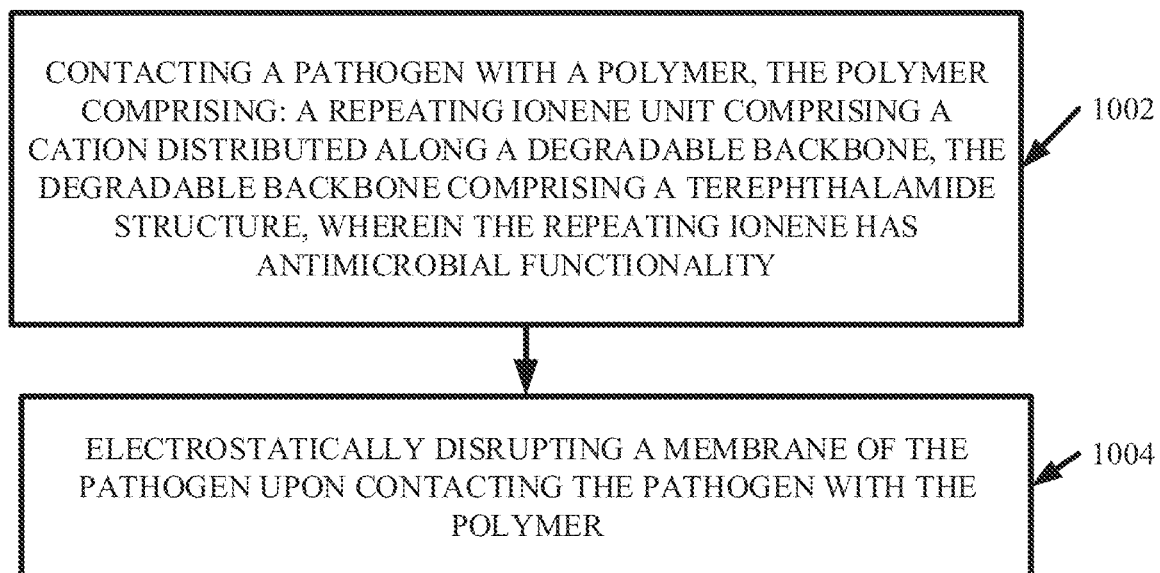 CONTACTING A PATHOGEN WITH A POLYMER, THE POLYMER
COMPRISING: A REPEATING IONENE UNIT COMPRISING A
CATION DISTRIBUTED ALONG A DEGRADABLE BACKBONE, THE
DEGRADABLE BACKBONE COMPRISING A TEREPHTHALAMIDE
STRUCTURE, WHEREIN THE REPEATING IONENE HAS
ANTIMICROBIAL FUNCTIONALITY
1002
ELECTROSTATICALLY DISRUPTING A MEMBRANE OF THE
PATHOGEN UPON CONTACTING THE PATHOGEN WITH THE
POLYMER
1004